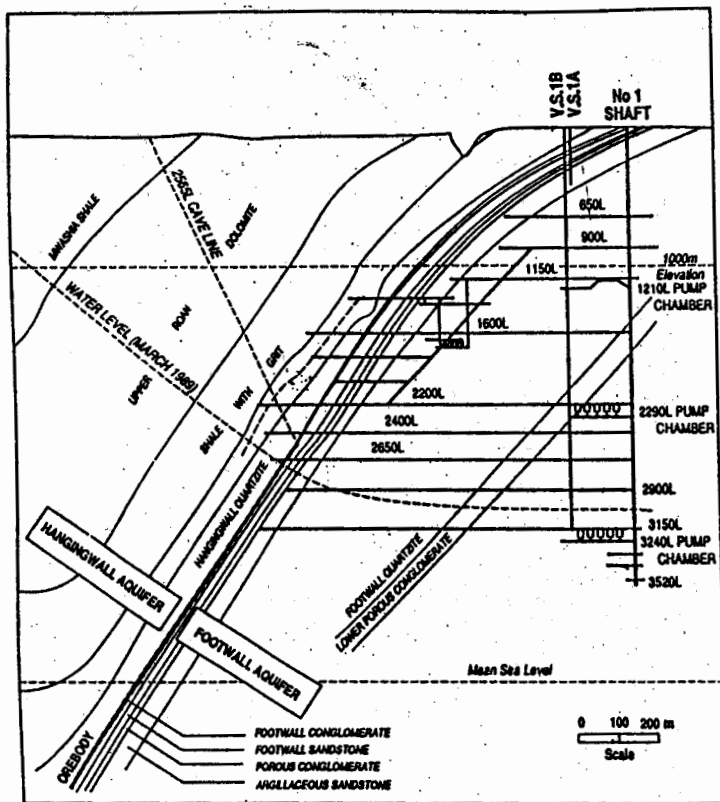 V.S.1B
V.S.1A
No 1
SHAFT
650L
900L
1000m
Elevation
1150L
1210L PUMP
CHAMBER
1600L
2200L
2290L PUMP
CHAMBER
2400L
2650L
2900L
3150L
3240L PUMP
CHAMBER
3520L
MWASHIA SHALE
2565L CAVE LINE
DOLOMITE
WATER LEVEL (MARCH 1989)
ROAN
UPPER
GRIT
WITH
SHALE
HANGINGWALL QUARTZITE
HANGINGWALL AQUIFER
FOOTWALL AQUIFER
FOOTWALL QUARTZITE
LOWER POROUS CONGLOMERATE
Mean Sea Level
OREBODY
FOOTWALL CONGLOMERATE
FOOTWALL SANDSTONE
POROUS CONGLOMERATE
ARGILLACEOUS SANDSTONE
0 100 200 m
Scale